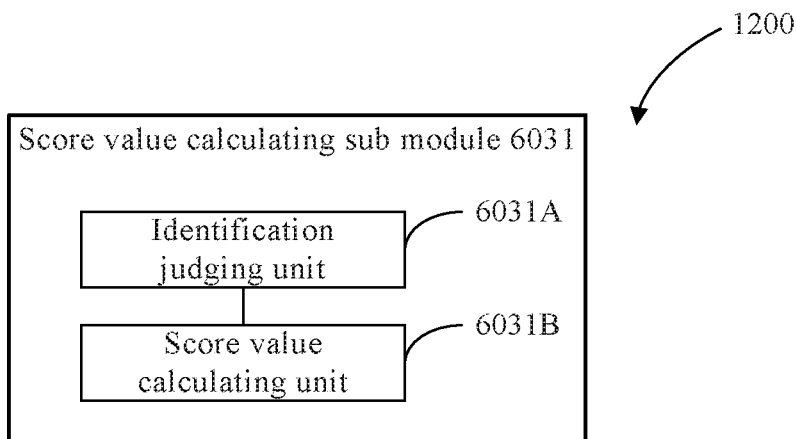 1200
Score value calculating sub module 6031
Identification
judging unit
6031A
Score value
calculating unit
6031B